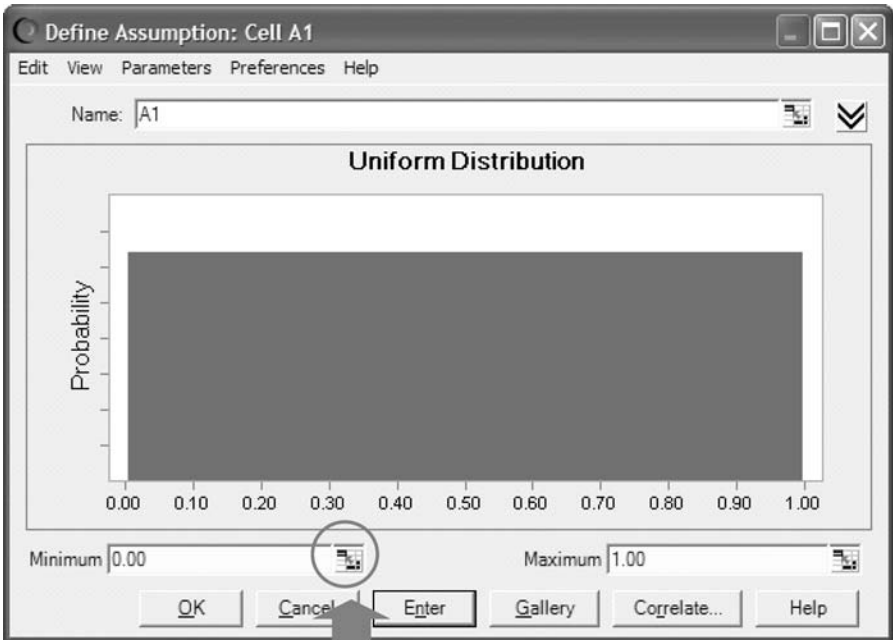 Define Assumption: Cell A1
Edit View Parameters Preferences Help
Name: A1
Uniform Distribution
Probability
0.00 0.10 0.20 0.30 0.40 0.50 0.60 0.70 0.80 0.90 1.00
Minimum 0.00 Maximum 1.00
OK Cancel Enter Gallery Correlate... Help